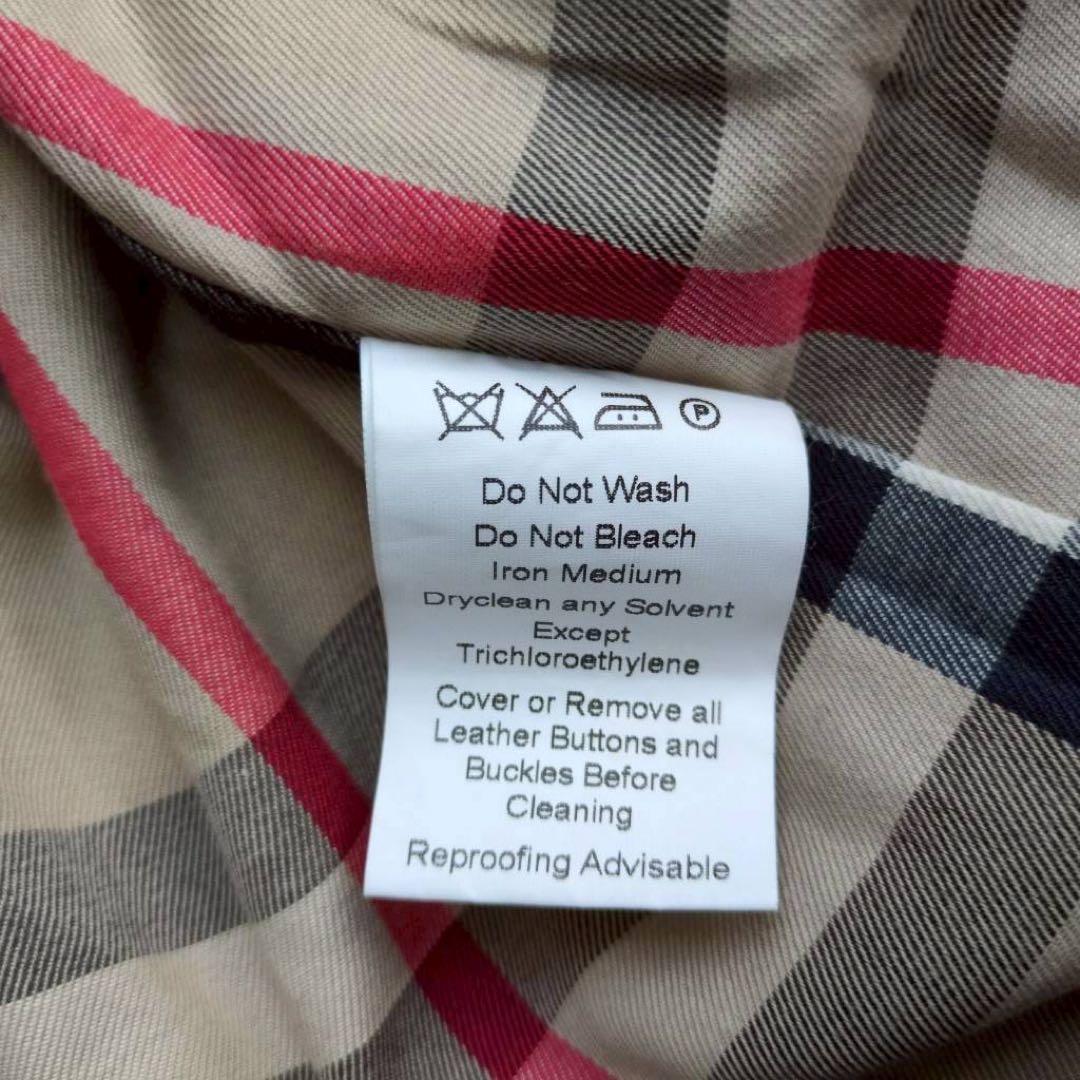 P
Do Not Wash
Do Not Bleach
Iron Medium
Dryclean any Solvent
Except
Trichloroethylene
Cover or Remove all
Leather Buttons and
Buckles Before
Cleaning
Reproofing Advisable